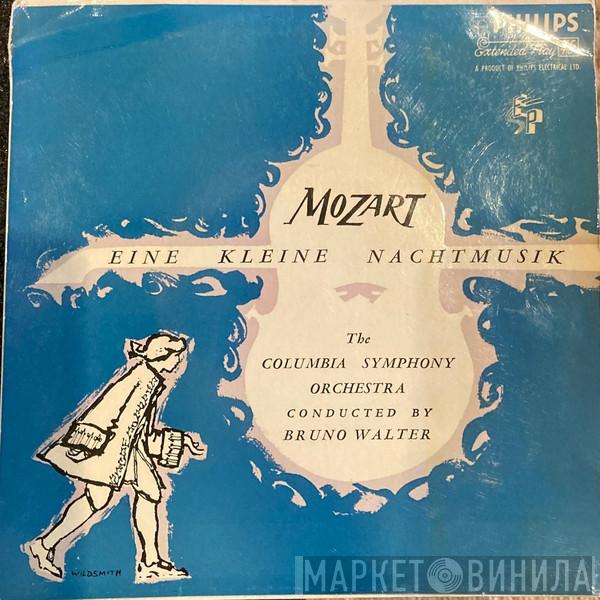 PHILIPS
Extended Play
A PRODUCT OF PHILIPS ELECTRICAL LTD.
MOZART
EINE KLEINE NACHTMUSIK
The
COLUMBIA SYMPHONY
ORCHESTRA
CONDUCTED BY
BRUNO WALTER
WILDSMITH
МАРКЕТ ВИНИЛА